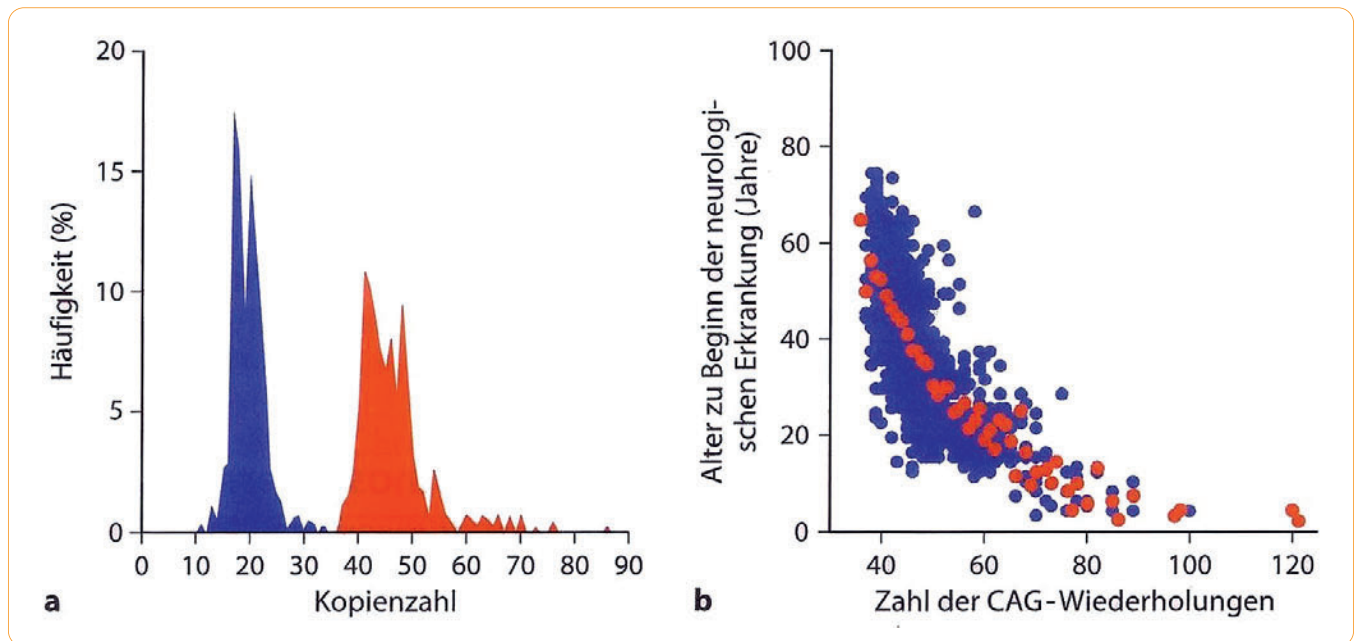 Häufigkeit (%)
20
15
10
5
0
0 10 20 30 40 50 60 70 80 90
Kopienzahl
a
Alter zu Beginn der neurologi-
schen Erkrankung (Jahre)
100
80
60
40
20
0
40 60 80 100 120
Zahl der CAG-Wiederholungen
b